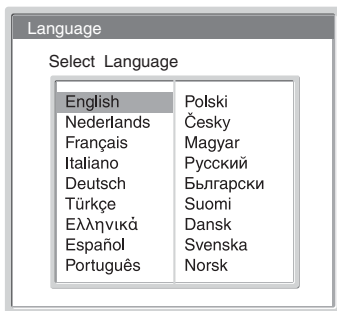 Language
Select Language
English
Nederlands
Français
Italiano
Deutsch
Türkçe
Ελληνικά
Español
Português
Polski
Česky
Magyar
Русский
Бългapcки
Suomi
Dansk
Svenska
Norsk